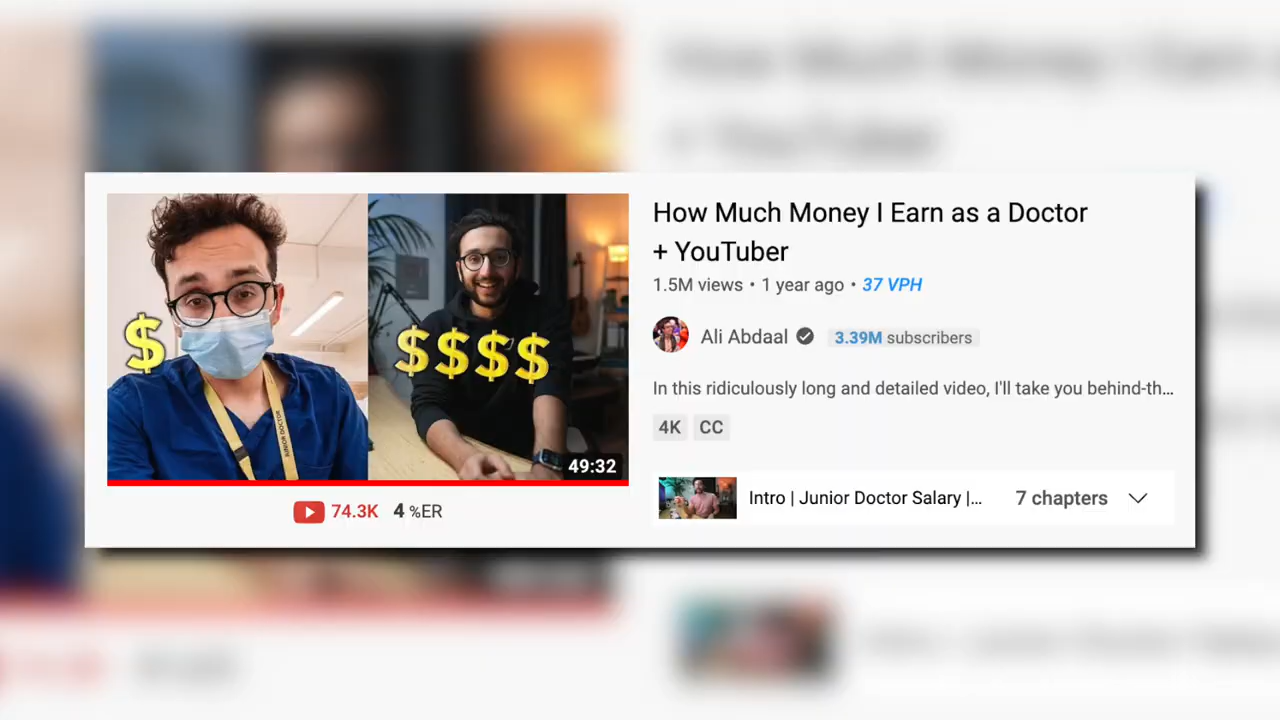 How Much Money I Earn as a Doctor
+ YouTuber
1.5M views • 1 year ago • 37 VPH
Ali Abdaal
3.39M subscribers
In this ridiculously long and detailed video, I'll take you behind-th...
4K CC
Intro | Junior Doctor Salary |...
7 chapters
$
$$$$
JUNIOR DOCTOR
49:32
74.3K 4 %ER